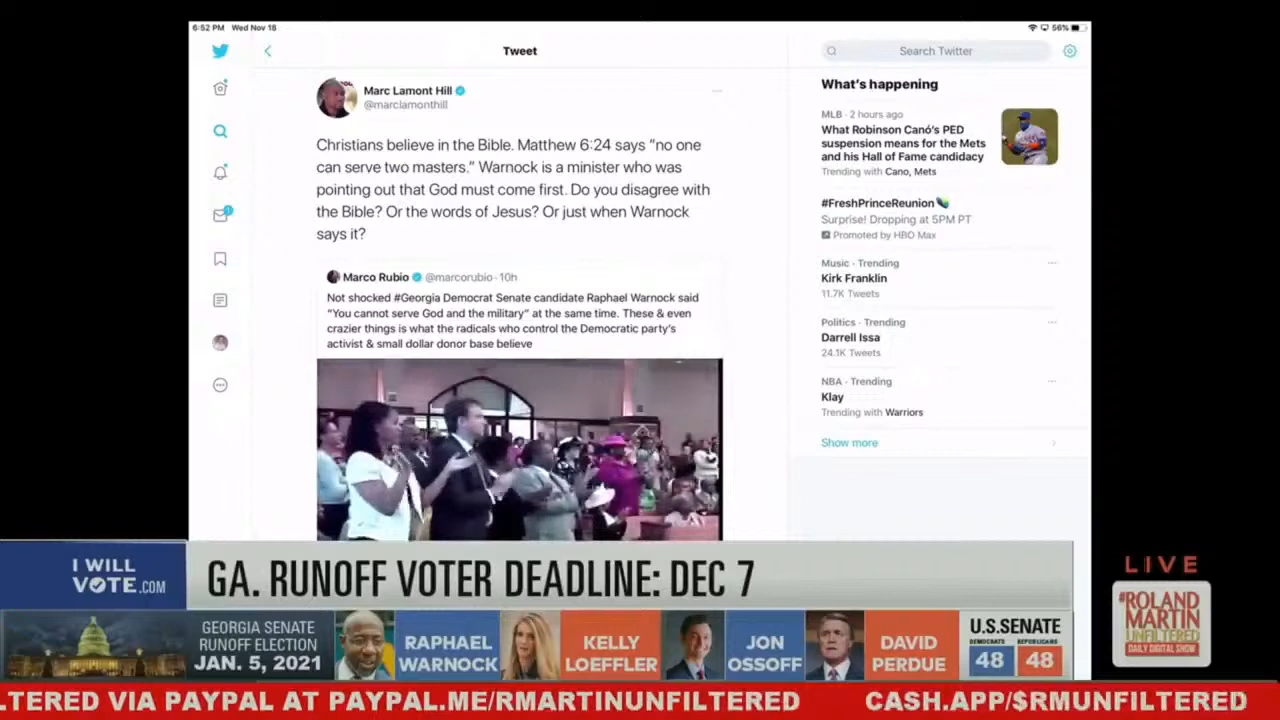 6:52 PM Wed Nov 18
56%
Tweet
Search Twitter
Marc Lamont Hill
@marclamonthill
Christians believe in the Bible. Matthew 6:24 says “no one
can serve two masters.” Warnock is a minister who was
pointing out that God must come first. Do you disagree with
the Bible? Or the words of Jesus? Or just when Warnock
says it?
Marco Rubio @marcorubio · 10h
Not shocked #Georgia Democrat Senate candidate Raphael Warnock said
“You cannot serve God and the military” at the same time. These & even
crazier things is what the radicals who control the Democratic party’s
activist & small dollar donor base believe
What’s happening
MLB · 2 hours ago
What Robinson Canó’s PED
suspension means for the Mets
and his Hall of Fame candidacy
Trending with Cano, Mets
#FreshPrinceReunion
Surprise! Dropping at 5PM PT
Promoted by HBO Max
Music · Trending
Kirk Franklin
11.7K Tweets
Politics · Trending
Darrell Issa
24.1K Tweets
NBA · Trending
Klay
Trending with Warriors
Show more
1
I WILL
VOTE.COM
GA. RUNOFF VOTER DEADLINE: DEC 7
GEORGIA SENATE
RUNOFF ELECTION
JAN. 5, 2021
RAPHAEL
WARNOCK
KELLY
LOEFFLER
JON
OSSOFF
DAVID
PERDUE
U.S. SENATE
DEMOCRATS REPUBLICANS
48 48
LIVE
#ROLAND
MARTIN
UNFILTERED
DAILY DIGITAL SHOW
LTERED VIA PAYPAL AT PAYPAL.ME/RMARTINUNFILTERED CASH.APP/$RMUNFILTERED